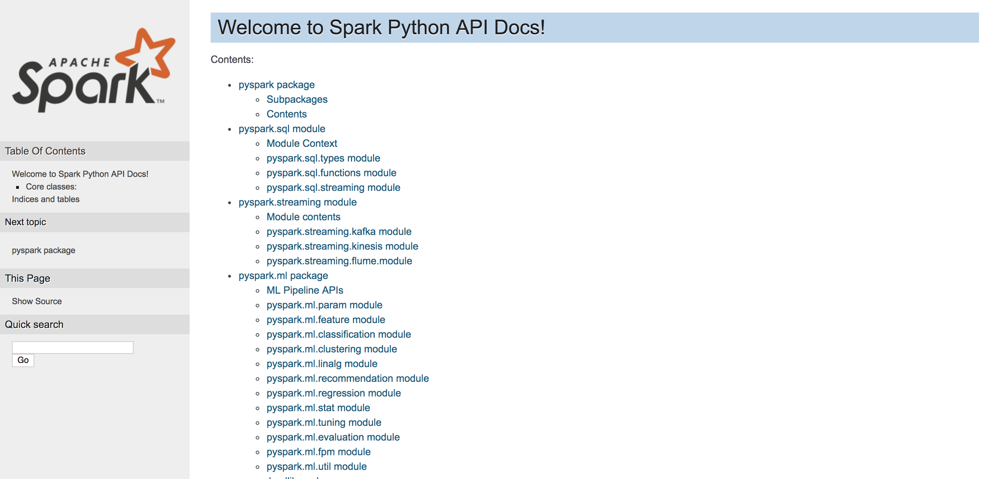 APACHE
Spark™
Table Of Contents
Welcome to Spark Python API Docs!
Core classes:
Indices and tables
Next topic
pyspark package
This Page
Show Source
Quick search
Go
Welcome to Spark Python API Docs!
Contents:
pyspark package
Subpackages
Contents
pyspark.sql module
Module Context
pyspark.sql.types module
pyspark.sql.functions module
pyspark.sql.streaming module
pyspark.streaming module
Module contents
pyspark.streaming.kafka module
pyspark.streaming.kinesis module
pyspark.streaming.flume.module
pyspark.ml package
ML Pipeline APIs
pyspark.ml.param module
pyspark.ml.feature module
pyspark.ml.classification module
pyspark.ml.clustering module
pyspark.ml.linalg module
pyspark.ml.recommendation module
pyspark.ml.regression module
pyspark.ml.stat module
pyspark.ml.tuning module
pyspark.ml.evaluation module
pyspark.ml.fpm module
pyspark.ml.util module